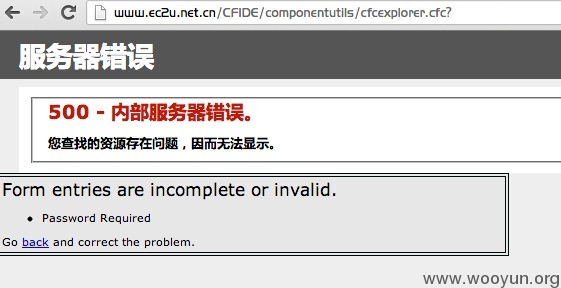 www.ec2u.net.cn/CFIDE/componentutils/cfcexplorer.cfc?
服务器错误
500 - 内部服务器错误。
您查找的资源存在问题，因而无法显示。
Form entries are incomplete or invalid.
• Password Required
Go back and correct the problem.
www.wooyun.org